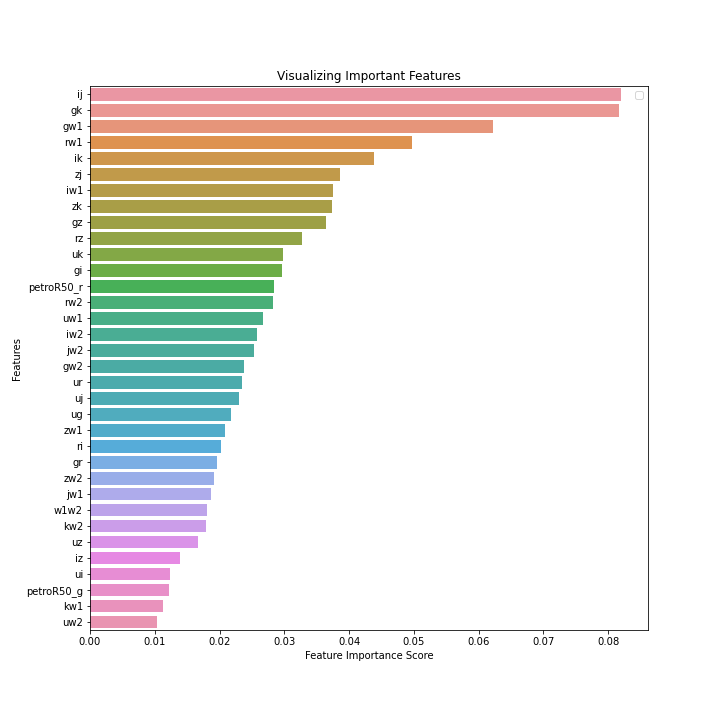 Visualizing Important Features
ij
gk
gw1
rw1
ik
zj
iw1
zk
gz
rz
uk
gi
petroR50_r
rw2
uw1
iw2
jw2
gw2
ur
uj
ug
zw1
ri
gr
zw2
jw1
w1w2
kw2
uz
iz
ui
petroR50_g
kw1
uw2
Features
0.00 0.01 0.02 0.03 0.04 0.05 0.06 0.07 0.08
Feature Importance Score